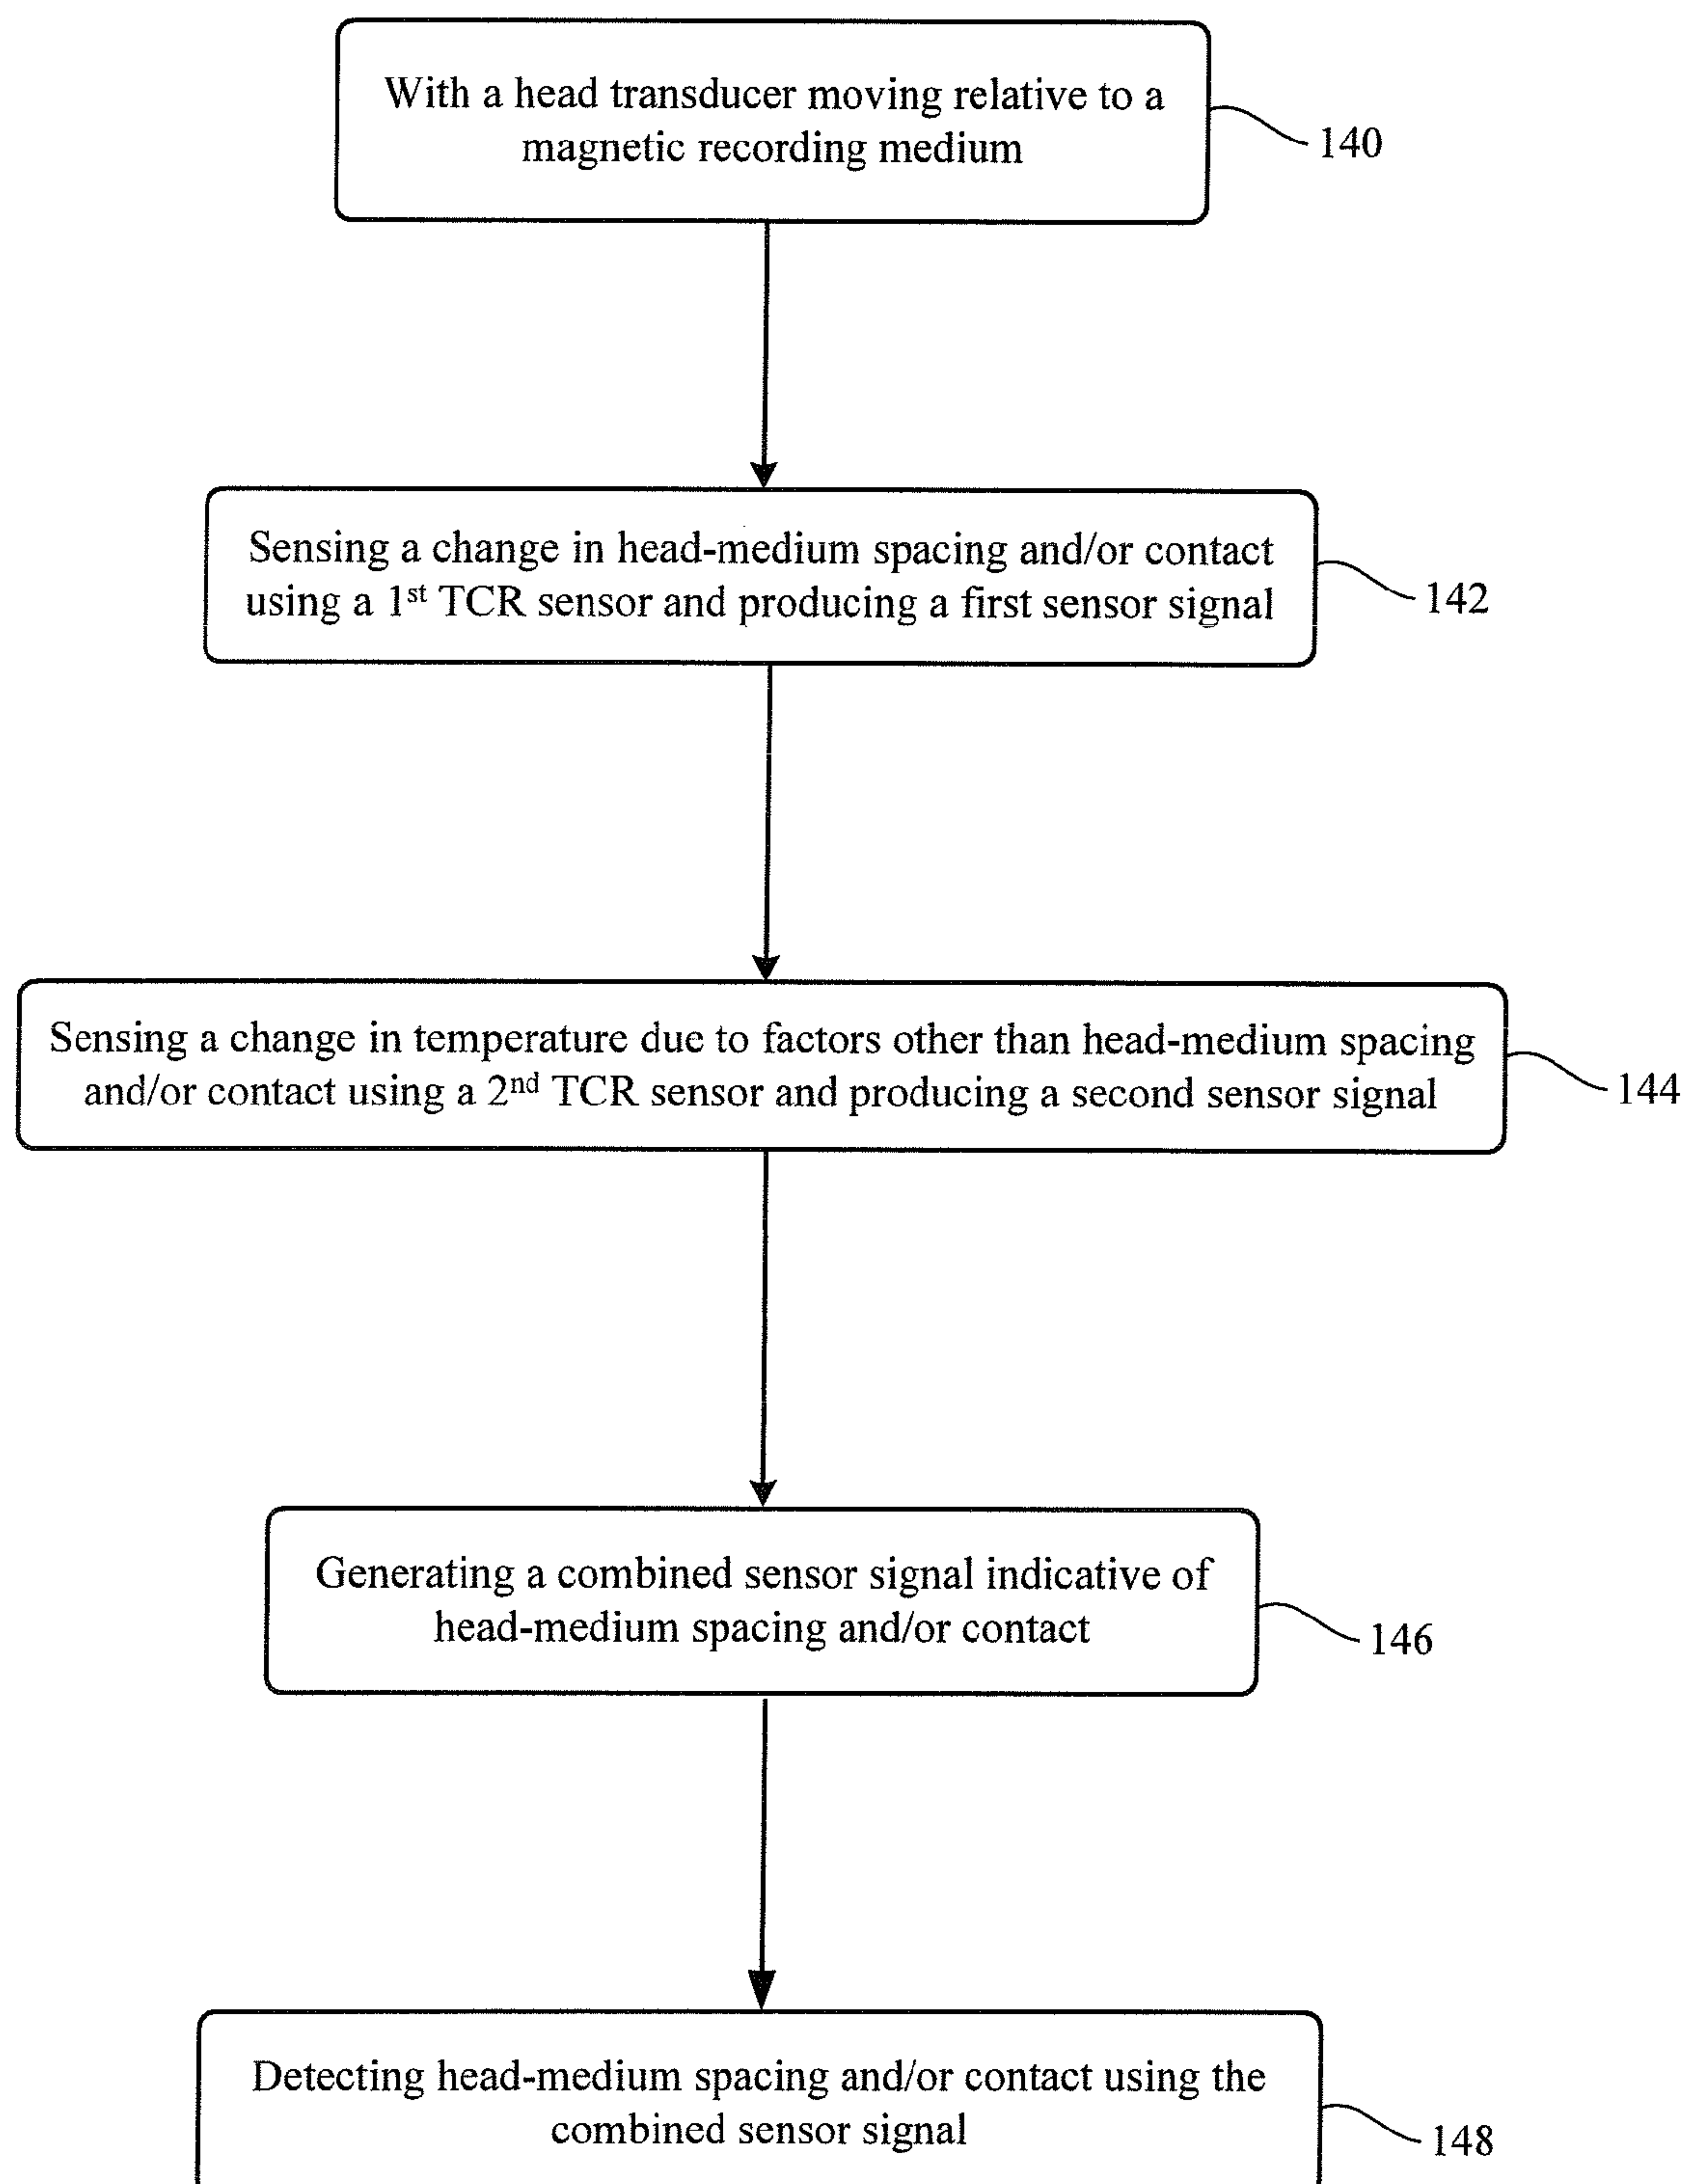 With a head transducer moving relative to a
magnetic recording medium
140
Sensing a change in head-medium spacing and/or contact
using a 1st TCR sensor and producing a first sensor signal
142
Sensing a change in temperature due to factors other than head-medium spacing
and/or contact using a 2nd TCR sensor and producing a second sensor signal
144
Generating a combined sensor signal indicative of
head-medium spacing and/or contact
146
Detecting head-medium spacing and/or contact using the
combined sensor signal
148